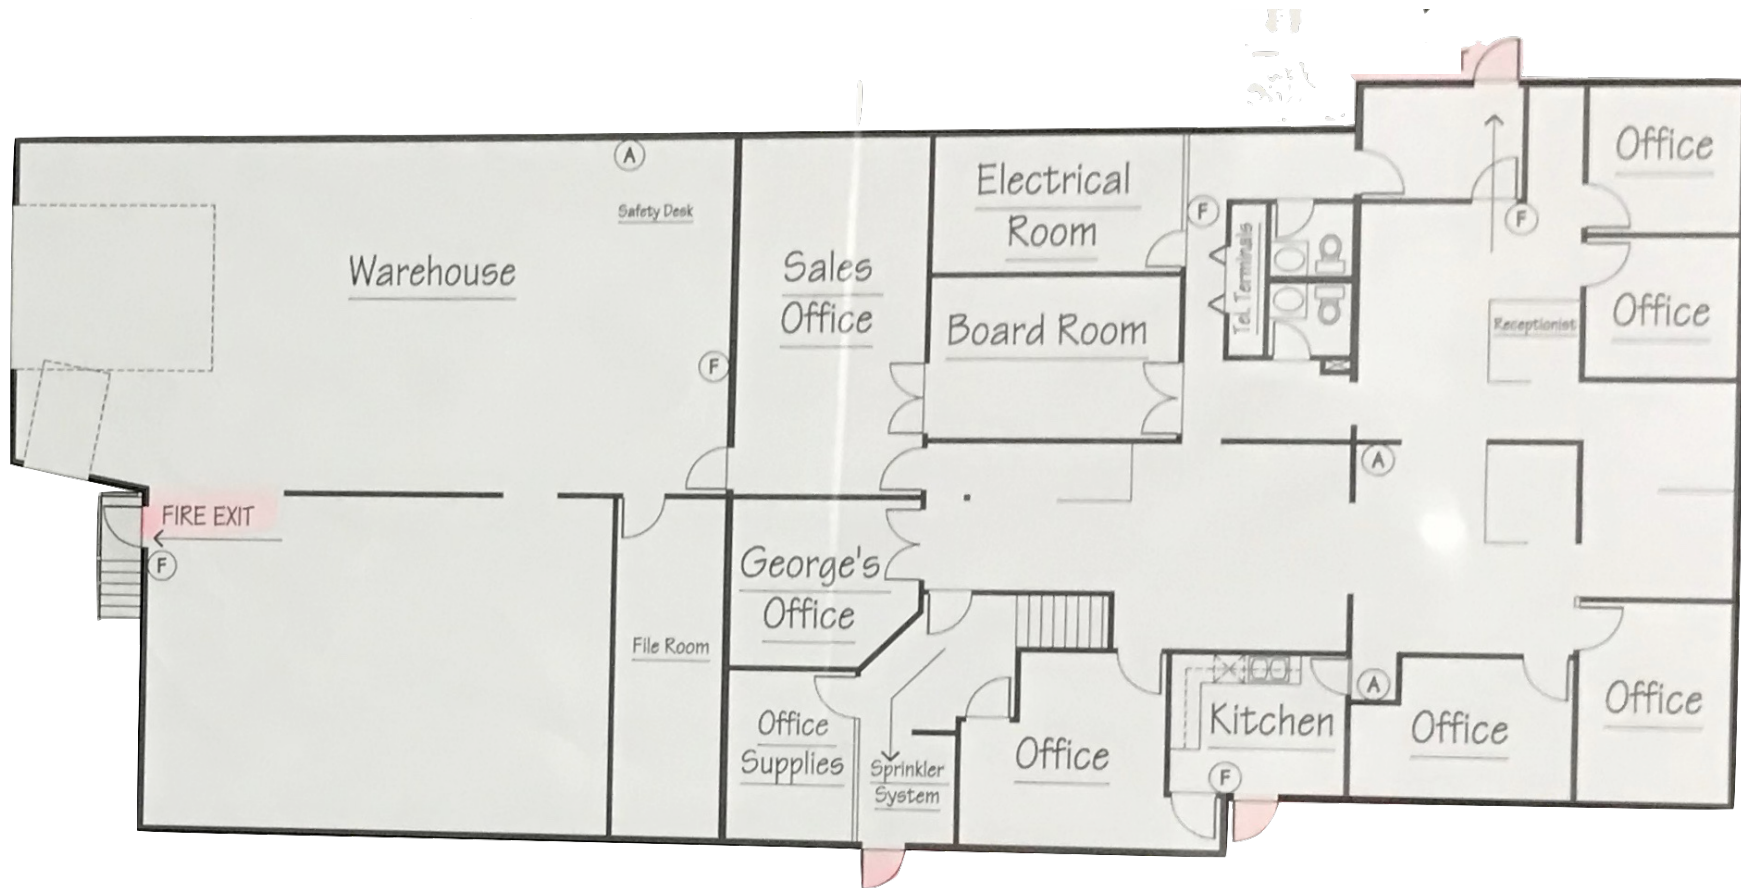 A
Safety Desk
Warehouse
F
FIRE EXIT
F
Sales
Office
Electrical
Room
Board Room
F
Tel. Terminals
F
Office
Office
Receptionist
A
George's
Office
File Room
Office
Supplies
Sprinkler
System
Office
Kitchen
F
A
Office
Office